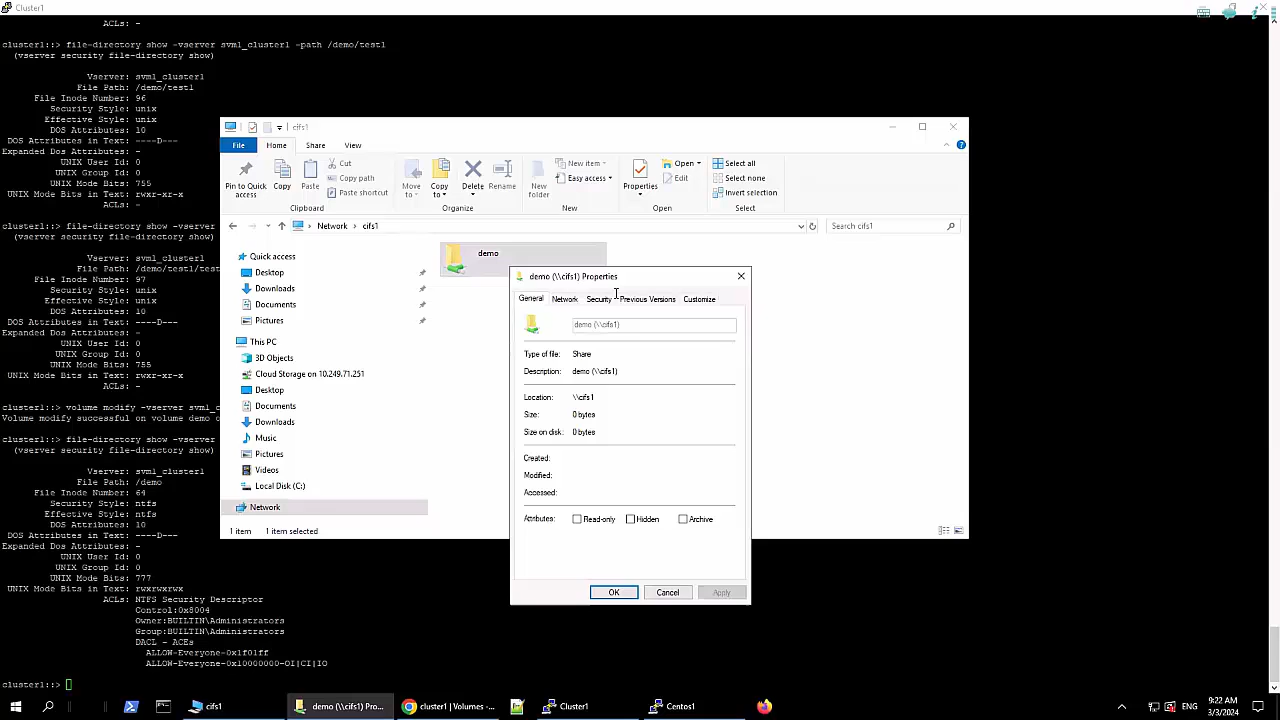 Cluster1
ACLs: -
cluster1::> file-directory show -vserver svm1_cluster1 -path /demo/test1
(vserver security file-directory show)
Vserver: svm1_cluster1
File Path: /demo/test1
File Inode Number: 96
Security Style: unix
Effective Style: unix
DOS Attributes: 10
DOS Attributes in Text: ----D---
Expanded Dos Attributes: -
UNIX User Id: 0
UNIX Group Id: 0
UNIX Mode Bits: 755
UNIX Mode Bits in Text: rwxr-xr-x
ACLs: -
cluster1::> file-directory show -vserver
(vserver security file-directory show)
Vserver: svm1_cluster1
File Path: /demo/test1/test
File Inode Number: 97
Security Style: unix
Effective Style: unix
DOS Attributes: 10
DOS Attributes in Text: ----D---
Expanded Dos Attributes: -
UNIX User Id: 0
UNIX Group Id: 0
UNIX Mode Bits: 755
UNIX Mode Bits in Text: rwxr-xr-x
ACLs: -
cluster1::> volume modify -vserver svm1_c
Volume modify successful on volume demo o
cluster1::> file-directory show -vserver
(vserver security file-directory show)
Vserver: svm1_cluster1
File Path: /demo
File Inode Number: 64
Security Style: ntfs
Effective Style: ntfs
DOS Attributes: 10
DOS Attributes in Text: ----D---
Expanded Dos Attributes: -
UNIX User Id: 0
UNIX Group Id: 0
UNIX Mode Bits: 777
UNIX Mode Bits in Text: rwxrwxrwx
ACLs: NTFS Security Descriptor
Control:0x8004
Owner:BUILTIN\Administrators
Group:BUILTIN\Administrators
DACL - ACEs
ALLOW-Everyone-0x1f01ff
ALLOW-Everyone-0x10000000-OI|CI|IO
cluster1::>
cifs1
File Home Share View
Pin to Quick access
Copy
Paste
Cut
Copy path
Paste shortcut
Clipboard
Move to
Copy to
Delete
Rename
Organize
New folder
New item
Easy access
New
Properties
Open
Edit
Open
Select all
Select none
Invert selection
Select
Network cifs1
Search cifs1
Quick access
Desktop
Downloads
Documents
Pictures
This PC
3D Objects
Cloud Storage on 10.249.71.251
Desktop
Documents
Downloads
Music
Pictures
Videos
Local Disk (C:)
Network
1 item 1 item selected
demo
demo (\\cifs1) Properties
General Network Security Previous Versions Customize
demo (\\cifs1)
Type of file: Share
Description: demo (\\cifs1)
Location: \\cifs1
Size: 0 bytes
Size on disk: 0 bytes
Created:
Modified:
Accessed:
Attributes: Read-only Hidden Archive
OK Cancel Apply
cifs1
demo (\\cifs1) Pro...
cluster1 | Volumes -...
Cluster1
Centos1
ENG
9:22 AM
3/3/2024